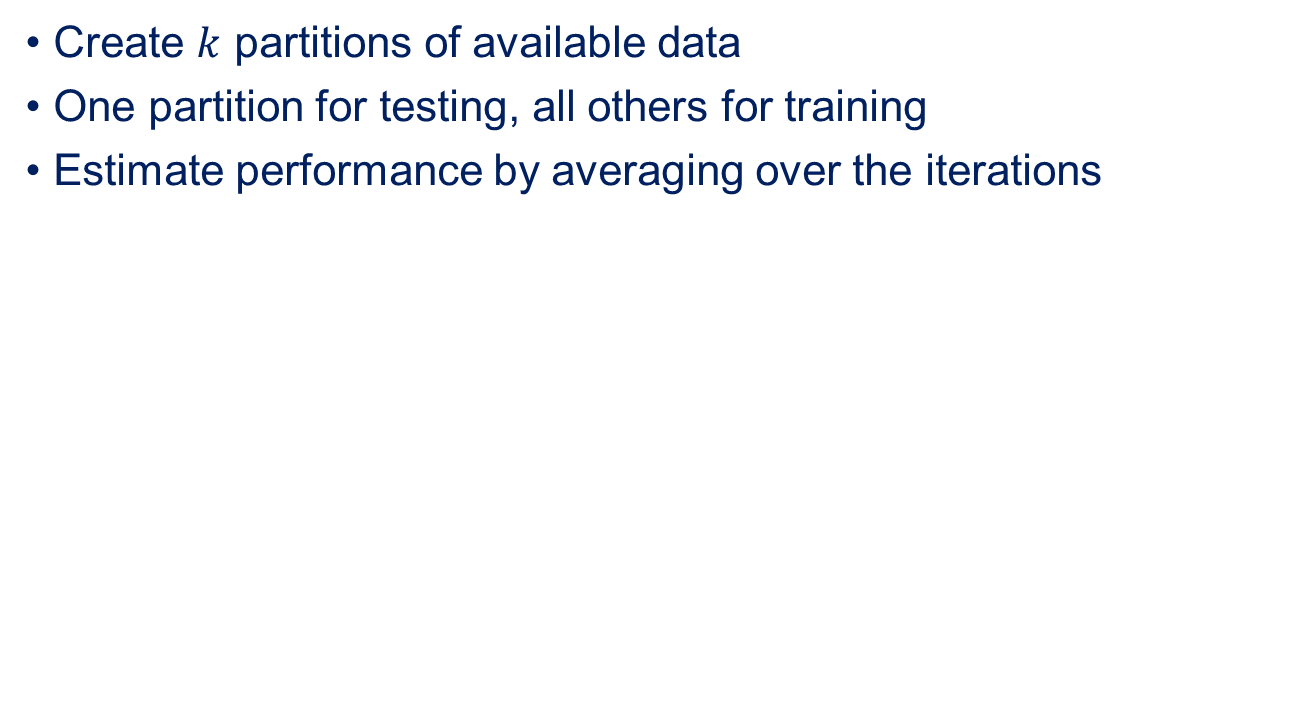 • Create 𝑘 partitions of available data
• One partition for testing, all others for training
• Estimate performance by averaging over the iterations